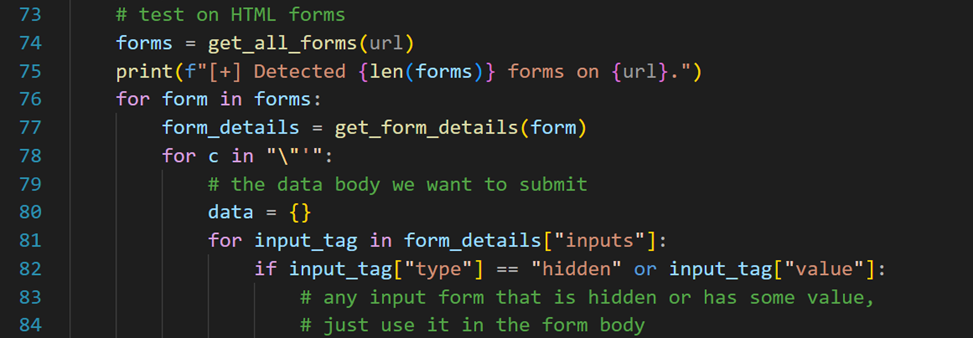 73 # test on HTML forms
74 forms = get_all_forms(url)
75 print(f"[+] Detected {len(forms)} forms on {url}.")
76 for form in forms:
77 form_details = get_form_details(form)
78 for c in "\"'":
79 # the data body we want to submit
80 data = {}
81 for input_tag in form_details["inputs"]:
82 if input_tag["type"] == "hidden" or input_tag["value"]:
83 # any input form that is hidden or has some value,
84 # just use it in the form body